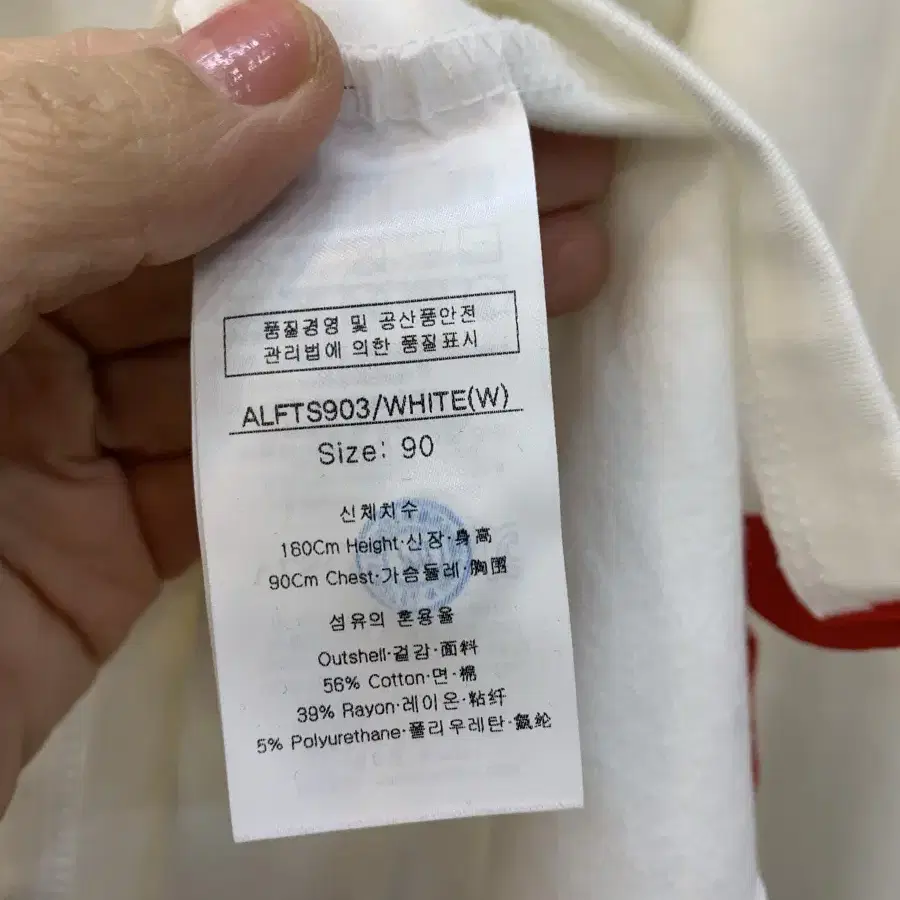 품질경영 및 공산품안전
관리법에 의한 품질표시
ALFTS903/WHITE(W)
Size: 90
신체치수
160Cm Height·신장·身高
90Cm Chest·가슴둘레·胸围
섬유의 혼용율
Outshell·겉감·面料
56% Cotton·면·棉
39% Rayon·레이온·粘纤
5% Polyurethane·폴리우레탄·氨纶